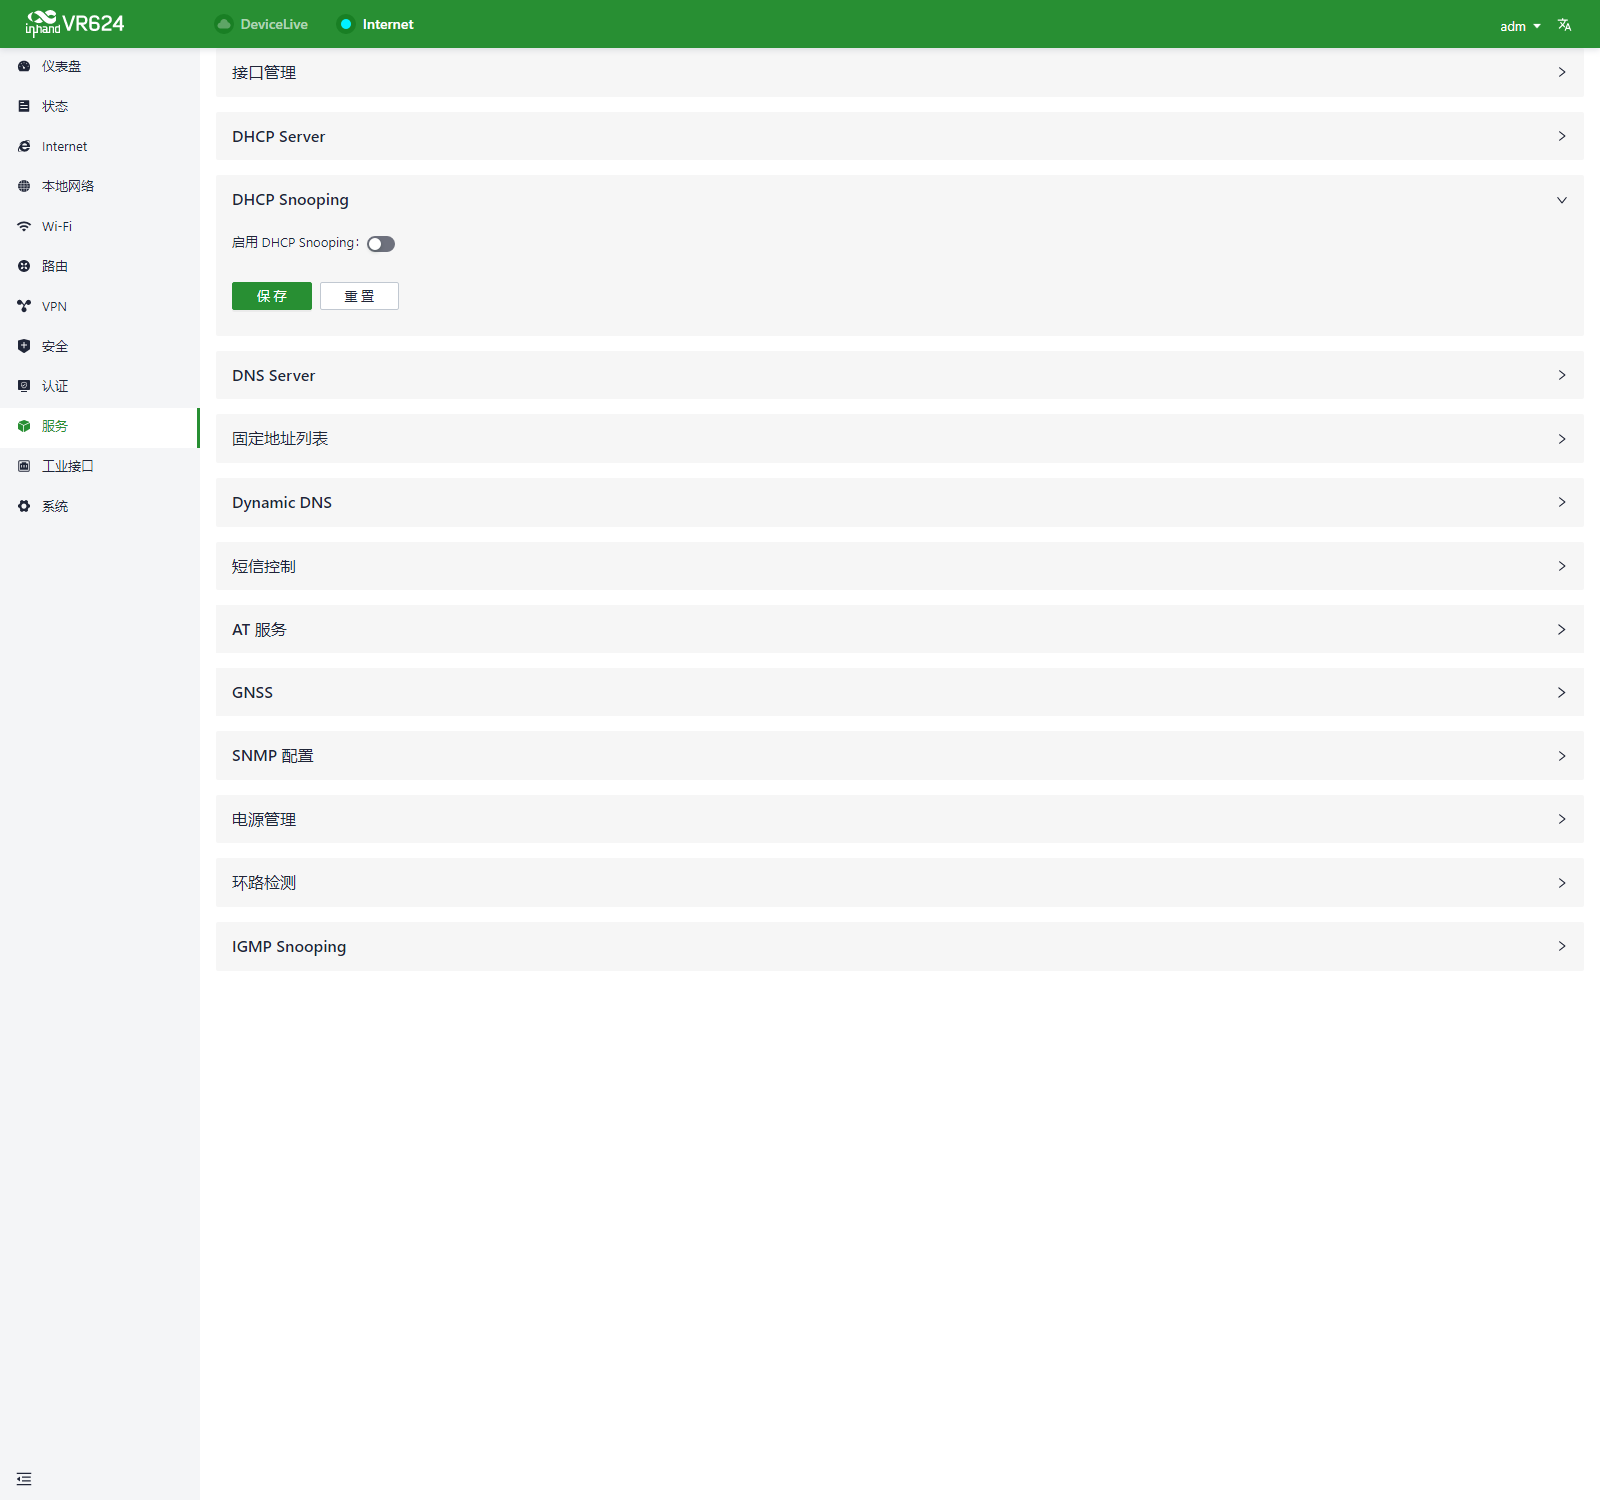 inhand VR624
DeviceLive
Internet
adm
仪表盘
状态
Internet
本地网络
Wi-Fi
路由
VPN
安全
认证
服务
工业接口
系统
接口管理
DHCP Server
DHCP Snooping
启用 DHCP Snooping：
保存
重置
DNS Server
固定地址列表
Dynamic DNS
短信控制
AT 服务
GNSS
SNMP 配置
电源管理
环路检测
IGMP Snooping